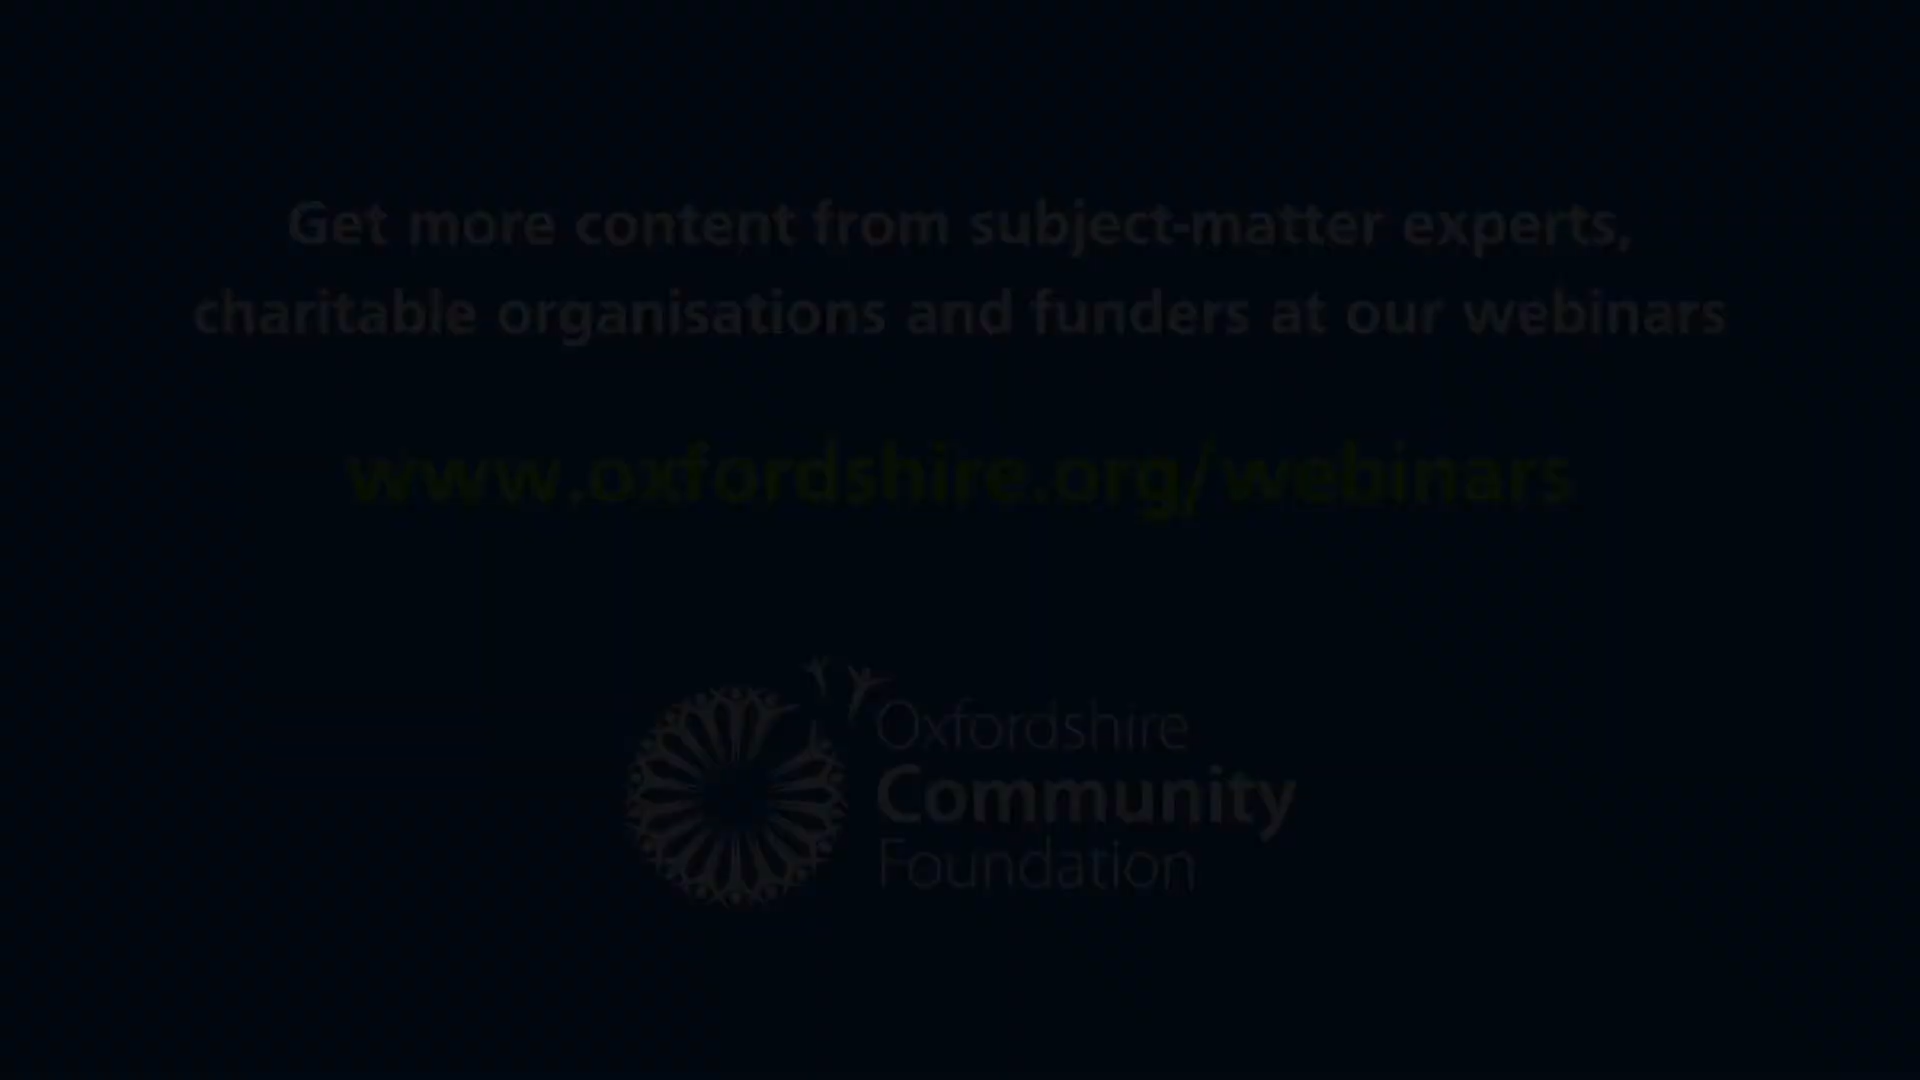 Get more content from subject-matter experts,
charitable organisations and funders at our webinars
www.oxfordshire.org/webinars
Oxfordshire
Community
Foundation